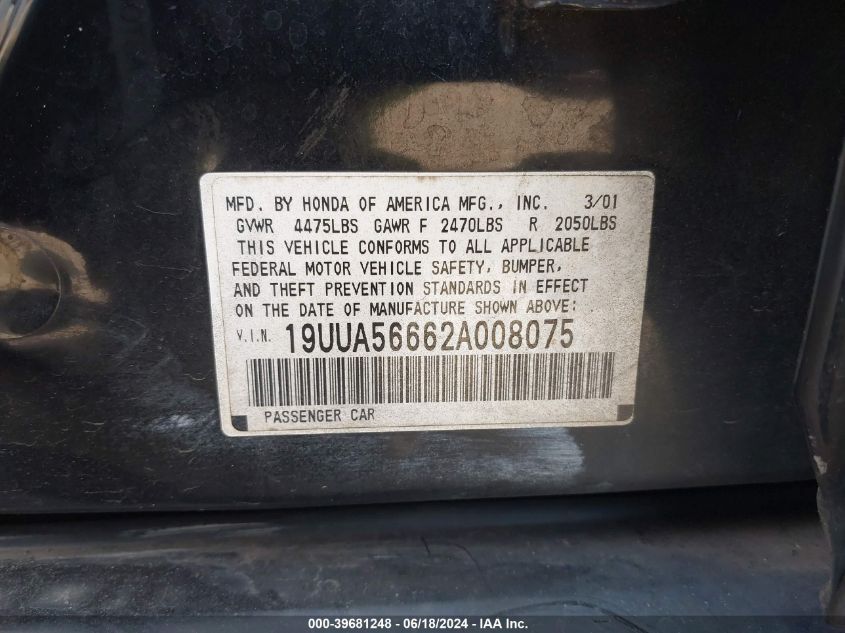 MFD. BY HONDA OF AMERICA MFG., INC. 3/01
GVWR 4475LBS GAWR F 2470LBS R 2050LBS
THIS VEHICLE CONFORMS TO ALL APPLICABLE
FEDERAL MOTOR VEHICLE SAFETY, BUMPER,
AND THEFT PREVENTION STANDARDS IN EFFECT
ON THE DATE OF MANUFACTURE SHOWN ABOVE:
V.I.N. 19UUA56662A008075
PASSENGER CAR
000-39681248 - 06/18/2024 - IAA Inc.